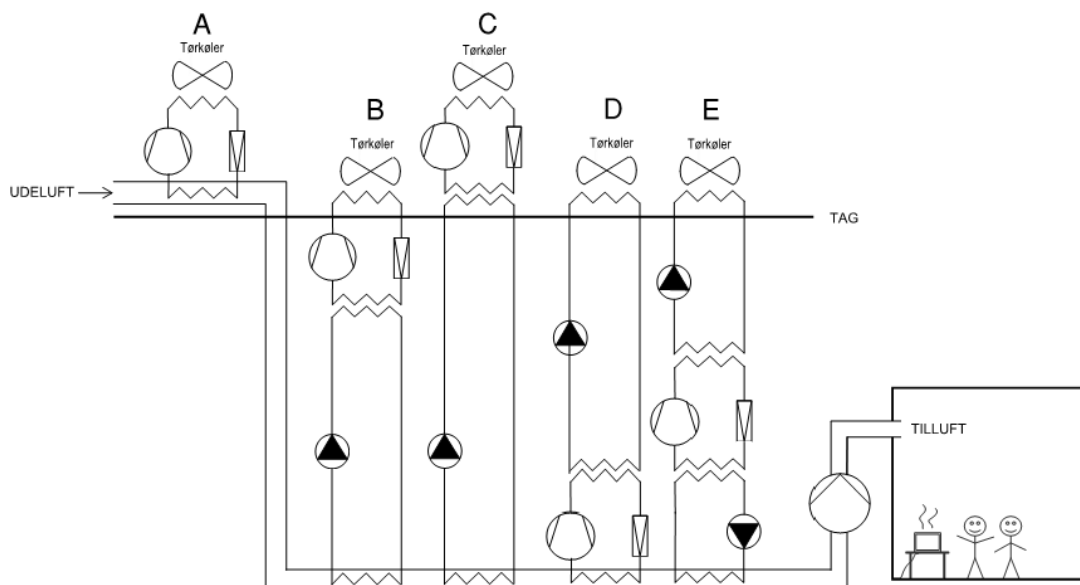 A
Tørkøler
C
Tørkøler
B
Tørkøler
D
Tørkøler
E
Tørkøler
UDELUFT
TAG
TILLUFT